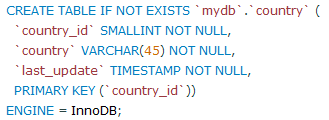 CREATE TABLE IF NOT EXISTS `mydb`.`country` (
  `country_id` SMALLINT NOT NULL,
  `country` VARCHAR(45) NOT NULL,
  `last_update` TIMESTAMP NOT NULL,
  PRIMARY KEY (`country_id`))
ENGINE = InnoDB;